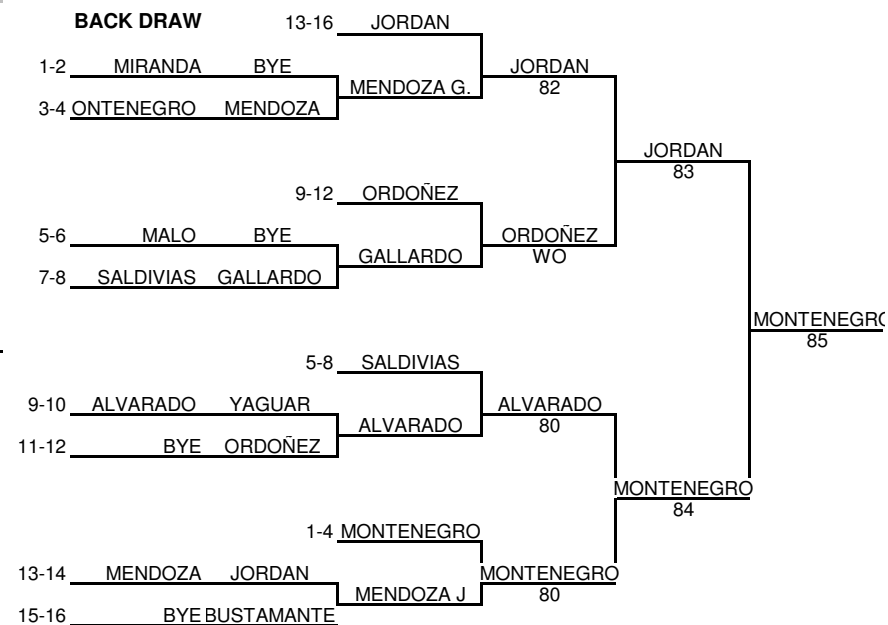 BACK DRAW
13-16 JORDAN
1-2 MIRANDA BYE
JORDAN
82
MENDOZA G.
3-4 ONTENEGRO MENDOZA
JORDAN
83
9-12 ORDOÑEZ
5-6 MALO BYE
ORDOÑEZ
WO
GALLARDO
7-8 SALDIVIAS GALLARDO
MONTENEGRO
85
5-8 SALDIVIAS
9-10 ALVARADO YAGUAR
ALVARADO
80
ALVARADO
11-12 BYE ORDOÑEZ
MONTENEGRO
84
1-4 MONTENEGRO
13-14 MENDOZA JORDAN
MONTENEGRO
80
MENDOZA J
15-16 BYE BUSTAMANTE